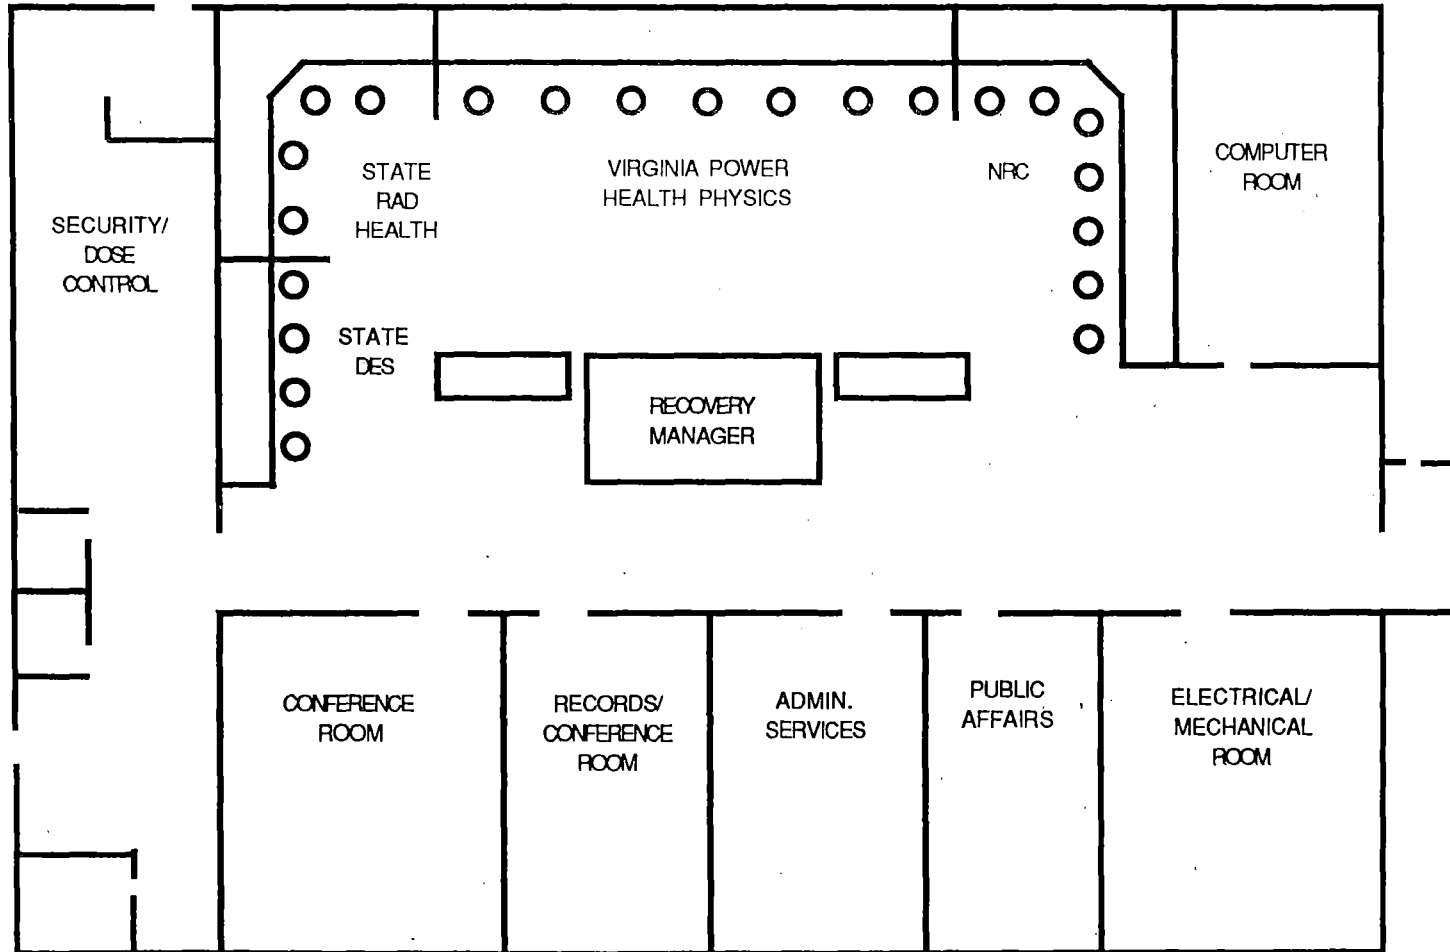 STATE
RAD
HEALTH
VIRGINIA POWER
HEALTH PHYSICS
NRC
COMPUTER
ROOM
SECURITY/
DOSE
CONTROL
STATE
DES
RECOVERY
MANAGER
CONFERENCE
ROOM
RECORDS/
CONFERENCE
ROOM
ADMIN.
SERVICES
PUBLIC
AFFAIRS
ELECTRICAL/
MECHANICAL
ROOM